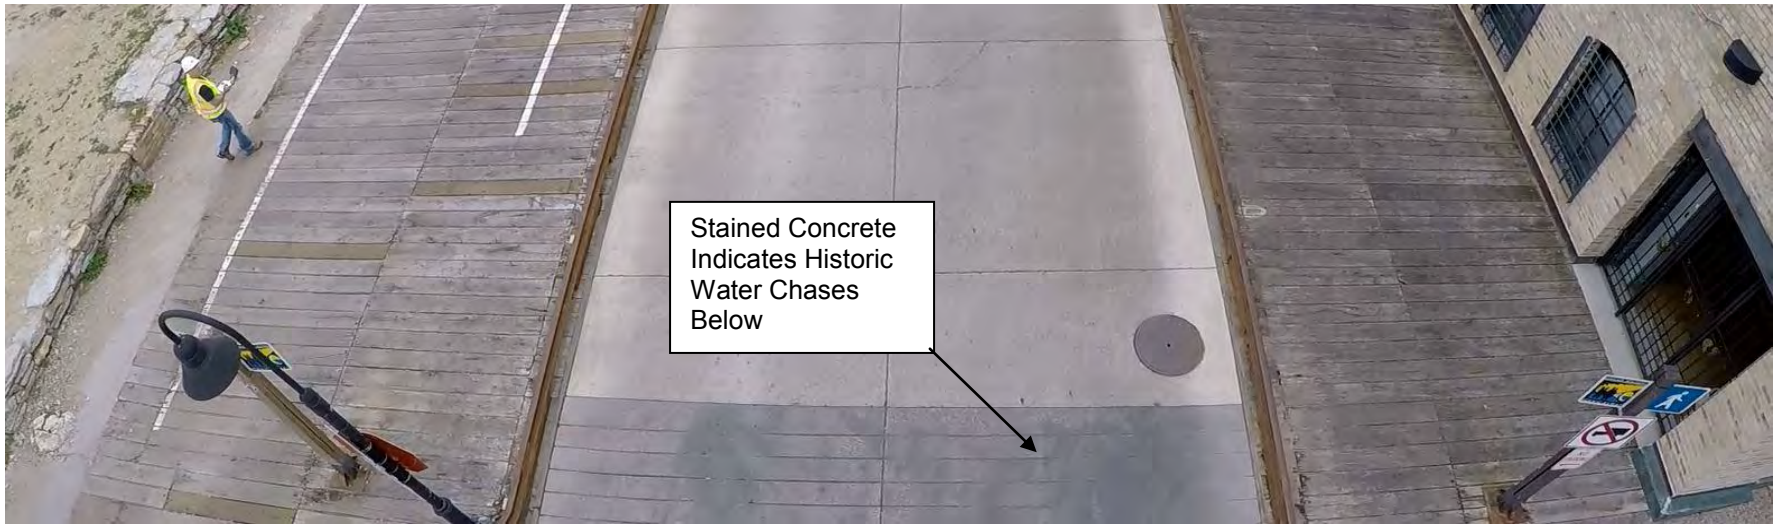 Stained Concrete
Indicates Historic
Water Chases
Below